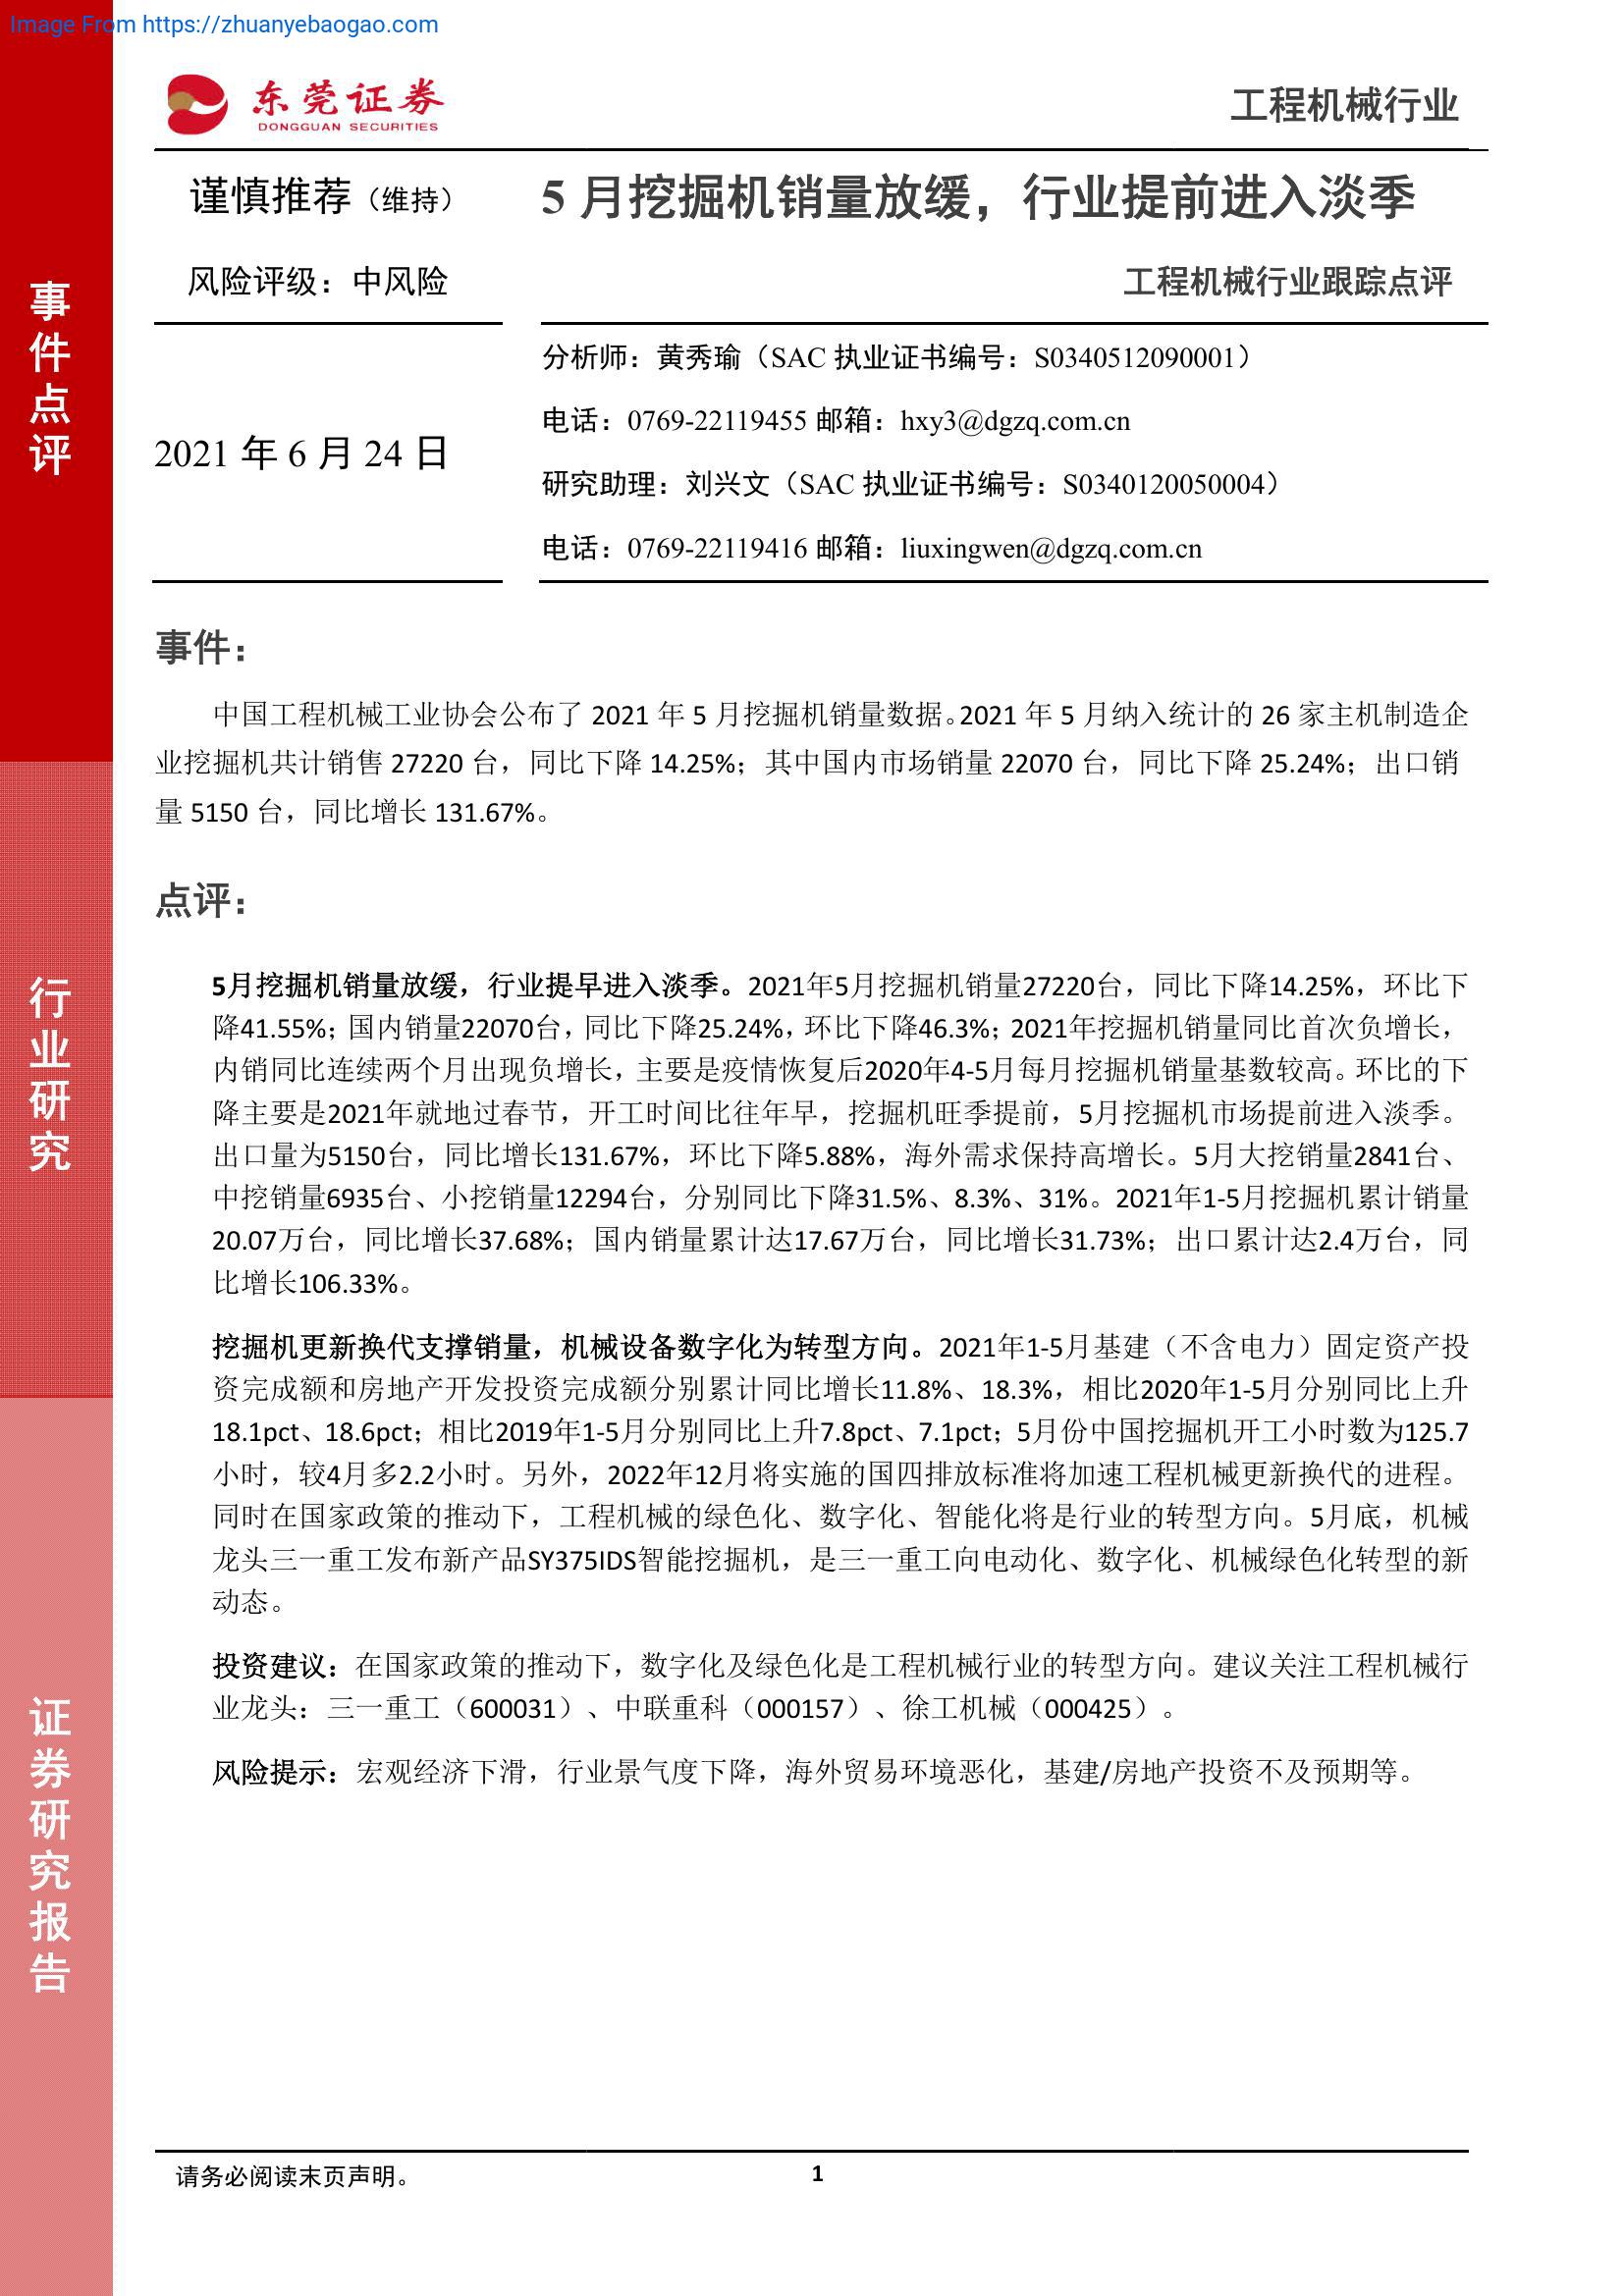 Image From https://zhuanyebaogao.com
东莞证券
DONGGUAN SECURITIES
工程机械行业
谨慎推荐（维持）
5 月挖掘机销量放缓，行业提前进入淡季
风险评级：中风险
工程机械行业跟踪点评
2021 年 6 月 24 日
分析师：黄秀瑜（SAC 执业证书编号：S0340512090001）
电话：0769-22119455 邮箱：hxy3@dgzq.com.cn
研究助理：刘兴文（SAC 执业证书编号：S0340120050004）
电话：0769-22119416 邮箱：liuxingwen@dgzq.com.cn
事件点评
行业研究
证券研究报告
事件：
中国工程机械工业协会公布了 2021 年 5 月挖掘机销量数据。2021 年 5 月纳入统计的 26 家主机制造企
业挖掘机共计销售 27220 台，同比下降 14.25%；其中国内市场销量 22070 台，同比下降 25.24%；出口销
量 5150 台，同比增长 131.67%。
点评：
5月挖掘机销量放缓，行业提早进入淡季。2021年5月挖掘机销量27220台，同比下降14.25%，环比下
降41.55%；国内销量22070台，同比下降25.24%，环比下降46.3%；2021年挖掘机销量同比首次负增长，
内销同比连续两个月出现负增长，主要是疫情恢复后2020年4-5月每月挖掘机销量基数较高。环比的下
降主要是2021年就地过春节，开工时间比往年早，挖掘机旺季提前，5月挖掘机市场提前进入淡季。
出口量为5150台，同比增长131.67%，环比下降5.88%，海外需求保持高增长。5月大挖销量2841台、
中挖销量6935台、小挖销量12294台，分别同比下降31.5%、8.3%、31%。2021年1-5月挖掘机累计销量
20.07万台，同比增长37.68%；国内销量累计达17.67万台，同比增长31.73%；出口累计达2.4万台，同
比增长106.33%。
挖掘机更新换代支撑销量，机械设备数字化为转型方向。2021年1-5月基建（不含电力）固定资产投
资完成额和房地产开发投资完成额分别累计同比增长11.8%、18.3%，相比2020年1-5月分别同比上升
18.1pct、18.6pct；相比2019年1-5月分别同比上升7.8pct、7.1pct；5月份中国挖掘机开工小时数为125.7
小时，较4月多2.2小时。另外，2022年12月将实施的国四排放标准将加速工程机械更新换代的进程。
同时在国家政策的推动下，工程机械的绿色化、数字化、智能化将是行业的转型方向。5月底，机械
龙头三一重工发布新产品SY375IDS智能挖掘机，是三一重工向电动化、数字化、机械绿色化转型的新
动态。
投资建议：在国家政策的推动下，数字化及绿色化是工程机械行业的转型方向。建议关注工程机械行
业龙头：三一重工（600031）、中联重科（000157）、徐工机械（000425）。
风险提示：宏观经济下滑，行业景气度下降，海外贸易环境恶化，基建/房地产投资不及预期等。
请务必阅读末页声明。
1